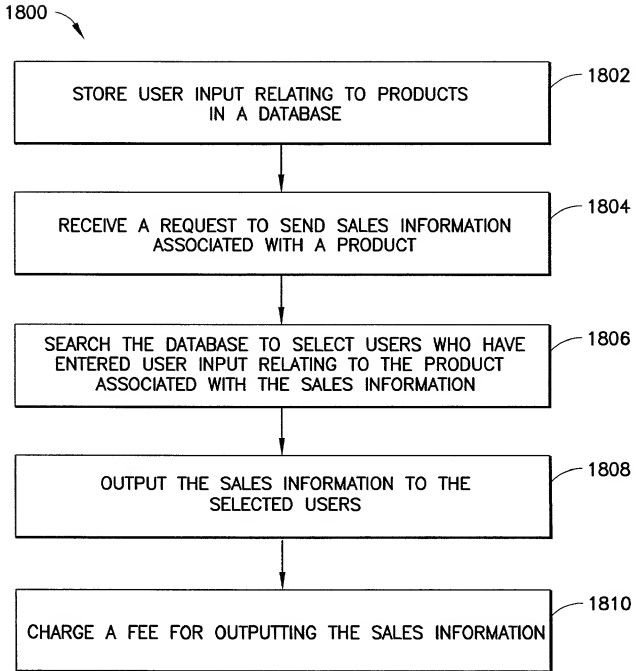 1800
1802
STORE USER INPUT RELATING TO PRODUCTS
IN A DATABASE
1804
RECEIVE A REQUEST TO SEND SALES INFORMATION
ASSOCIATED WITH A PRODUCT
1806
SEARCH THE DATABASE TO SELECT USERS WHO HAVE
ENTERED USER INPUT RELATING TO THE PRODUCT
ASSOCIATED WITH THE SALES INFORMATION
1808
OUTPUT THE SALES INFORMATION TO THE
SELECTED USERS
1810
CHARGE A FEE FOR OUTPUTTING THE SALES INFORMATION